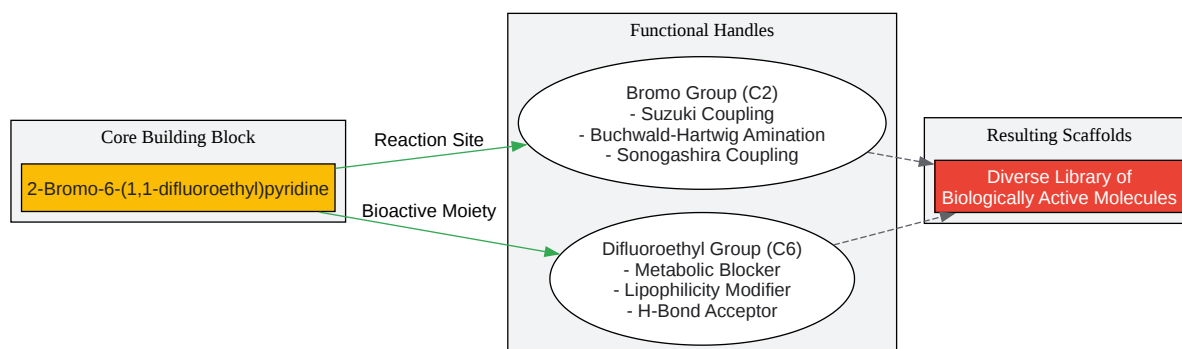 Core Building Block
2-Bromo-6-(1,1-difluoroethyl)pyridine
Reaction Site
Bioactive Moiety
Functional Handles
Bromo Group (C2)
- Suzuki Coupling
- Buchwald-Hartwig Amination
- Sonogashira Coupling
Difluoroethyl Group (C6)
- Metabolic Blocker
- Lipophilicity Modifier
- H-Bond Acceptor
Resulting Scaffolds
Diverse Library of
Biologically Active Molecules